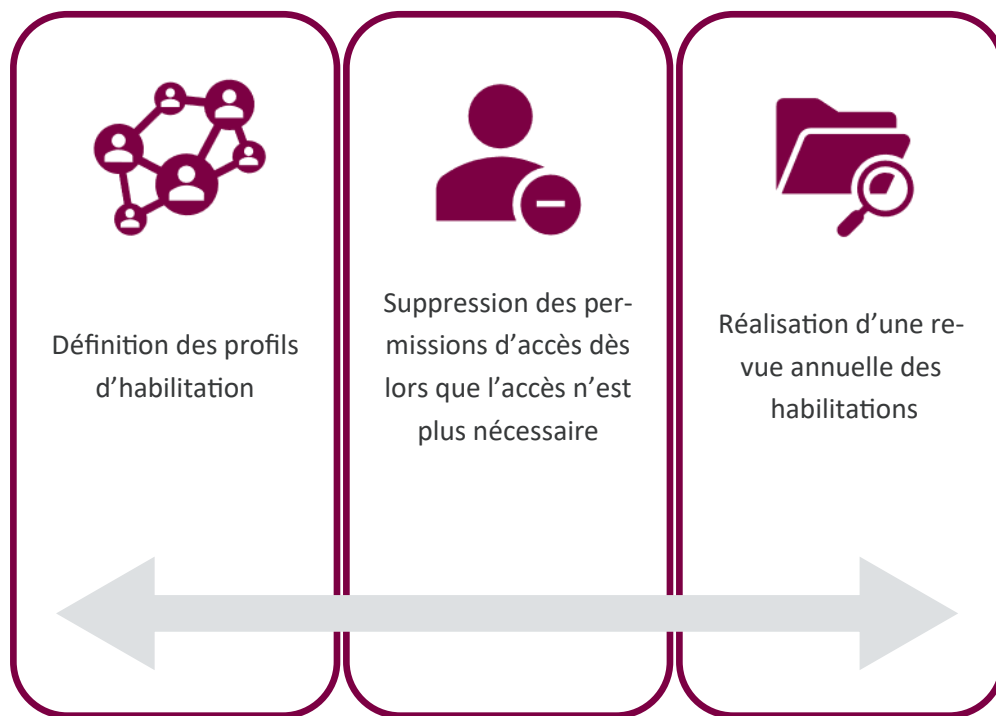 Définition des profils
d’habilitation
Suppression des per-
missions d’accès dès
lors que l’accès n’est
plus nécessaire
Réalisation d’une re-
vue annuelle des
habilitations